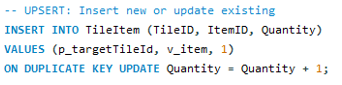 -- UPSERT: Insert new or update existing
INSERT INTO TileItem (TileID, ItemID, Quantity)
VALUES (p_targetTileId, v_item, 1)
ON DUPLICATE KEY UPDATE Quantity = Quantity + 1;